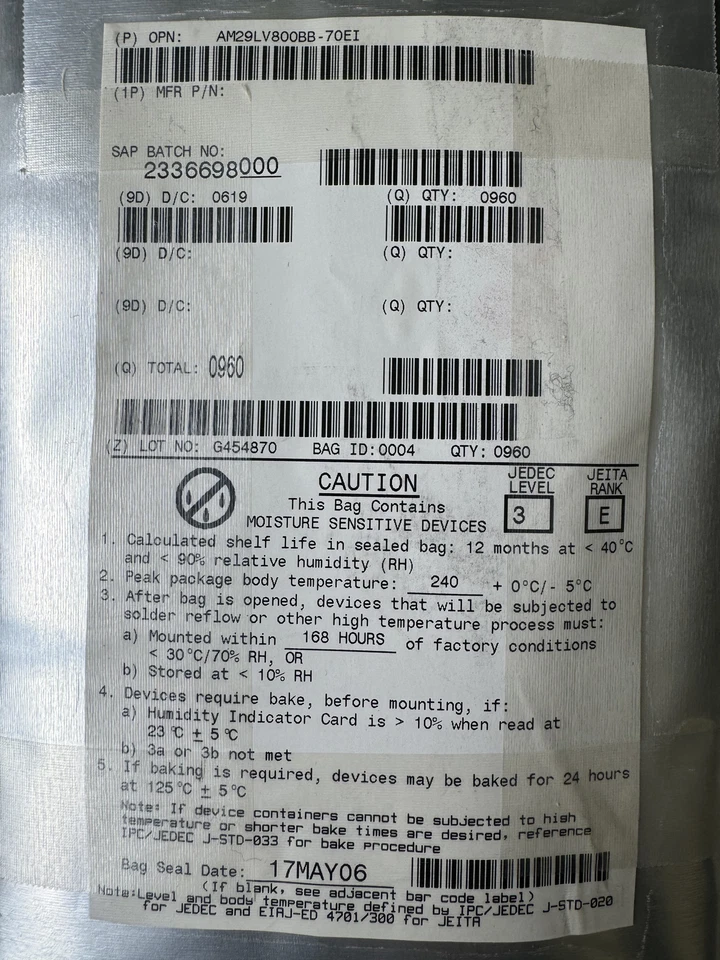 (P) OPN: AM29LV800BB-70EI
(1P) MFR P/N:
SAP BATCH NO:
2336698000
(9D) D/C: 0619 (Q) QTY: 0960
(9D) D/C: (Q) QTY:
(9D) D/C: (Q) QTY:
(Q) TOTAL: 0960
(Z) LOT NO: G454870 BAG ID:0004 QTY: 0960
CAUTION
This Bag Contains
MOISTURE SENSITIVE DEVICES
JEDEC LEVEL
3
JEITA RANK
E
1. Calculated shelf life in sealed bag: 12 months at < 40°C
and < 90% relative humidity (RH)
2. Peak package body temperature: 240 + 0°C/- 5°C
3. After bag is opened, devices that will be subjected to
solder reflow or other high temperature process must:
a) Mounted within 168 HOURS of factory conditions
< 30°C/70% RH, OR
b) Stored at < 10% RH
4. Devices require bake, before mounting, if:
a) Humidity Indicator Card is > 10% when read at
23 °C ± 5 °C
b) 3a or 3b not met
5. If baking is required, devices may be baked for 24 hours
at 125°C ± 5°C
Note: If device containers cannot be subjected to high
temperature or shorter bake times are desired, reference
IPC/JEDEC J-STD-033 for bake procedure
Bag Seal Date: 17MAY06
(If blank, see adjacent bar code label)
Note:Level and body temperature defined by IPC/JEDEC J-STD-020
for JEDEC and EIAJ-ED 4701/300 for JEITA